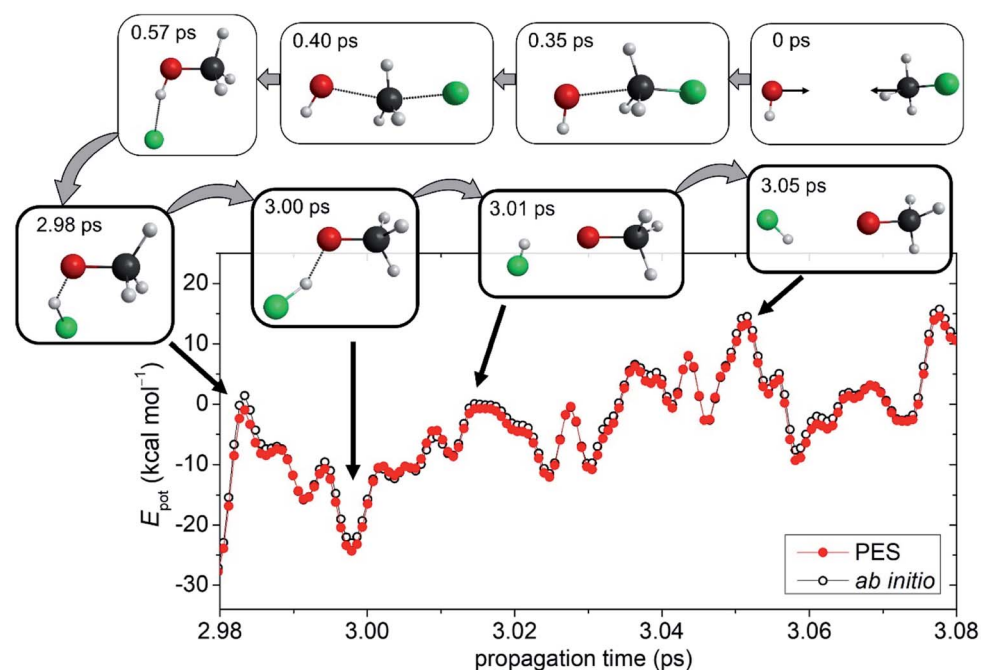 0.57 ps
0.40 ps
0.35 ps
0 ps
2.98 ps
3.00 ps
3.01 ps
3.05 ps
20
10
0
-10
-20
-30
E_pot (kcal mol⁻¹)
PES
ab initio
2.98
3.00
3.02
3.04
3.06
3.08
propagation time (ps)